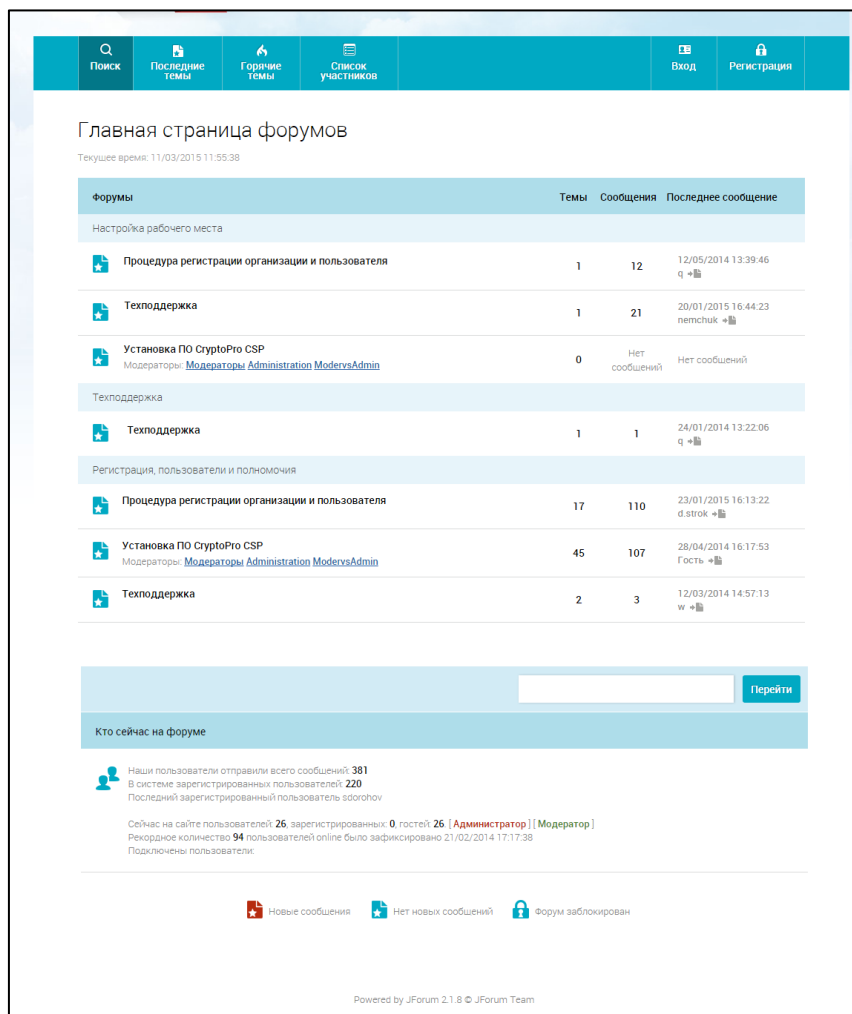 Поиск
Последние темы
Горячие темы
Список участников
Вход
Регистрация
Главная страница форумов
Текущее время: 11/03/2015 11:55:38
Форумы Темы Сообщения Последнее сообщение
Настройка рабочего места
Процедура регистрации организации и пользователя 1 12 12/05/2014 13:39:46
q
Техподдержка 1 21 20/01/2015 16:44:23
nemchuk
Установка ПО CryptoPro CSP
Модераторы: Модераторы Administration ModervsAdmin 0 Нет сообщений Нет сообщений
Техподдержка
Техподдержка 1 1 24/01/2014 13:22:06
q
Регистрация, пользователи и полномочия
Процедура регистрации организации и пользователя 17 110 23/01/2015 16:13:22
d.strok
Установка ПО CryptoPro CSP 45 107 28/04/2014 16:17:53
Модераторы: Модераторы Administration ModervsAdmin Гость
Техподдержка 2 3 12/03/2014 14:57:13
w
Перейти
Кто сейчас на форуме
Наши пользователи отправили всего сообщений: 381
В системе зарегистрированных пользователей: 220
Последний зарегистрированный пользователь sdorohov
Сейчас на сайте пользователей: 26, зарегистрированных: 0, гостей: 26. [ Администратор ] [ Модератор ]
Рекордное количество 94 пользователей online было зафиксировано 21/02/2014 17:17:38
Подключены пользователи:
Новые сообщения Нет новых сообщений Форум заблокирован
Powered by JForum 2.1.8 © JForum Team